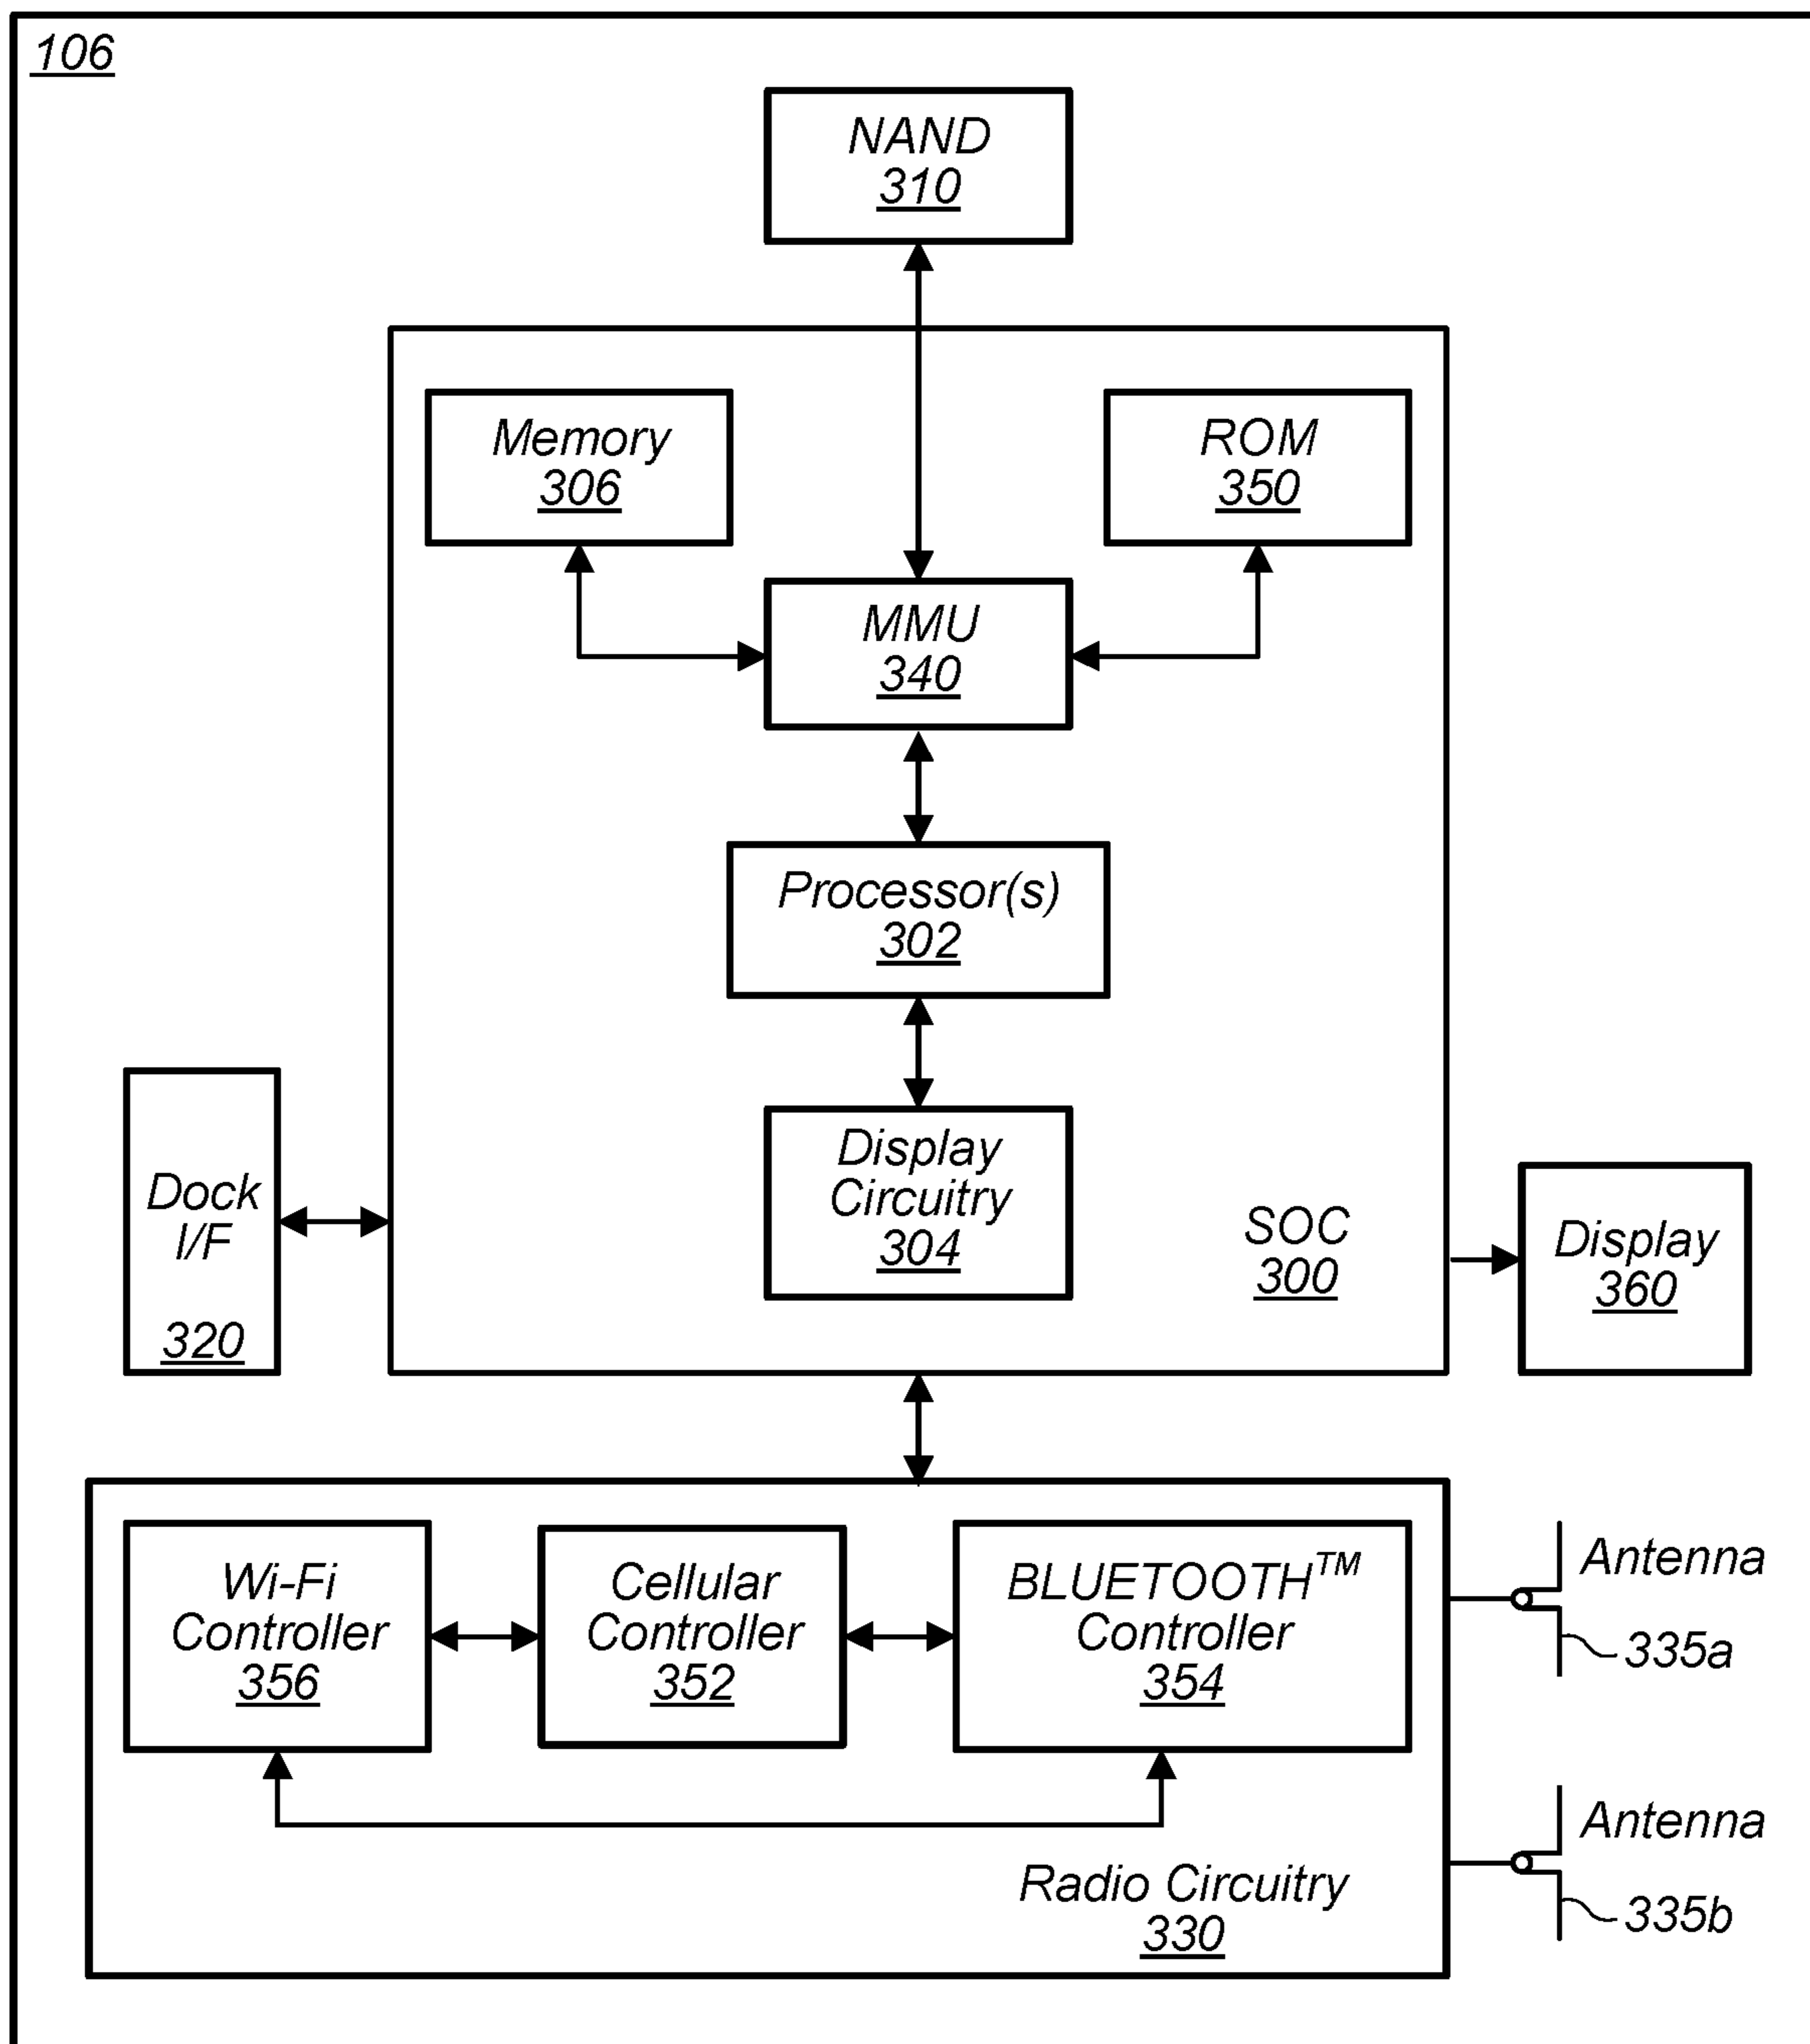 106
NAND
310
Memory
306
ROM
350
MMU
340
Processor(s)
302
Display
Circuitry
304
SOC
300
Dock
I/F
320
Display
360
Wi-Fi
Controller
356
Cellular
Controller
352
BLUETOOTH™
Controller
354
Radio Circuitry
330
Antenna
335a
Antenna
335b